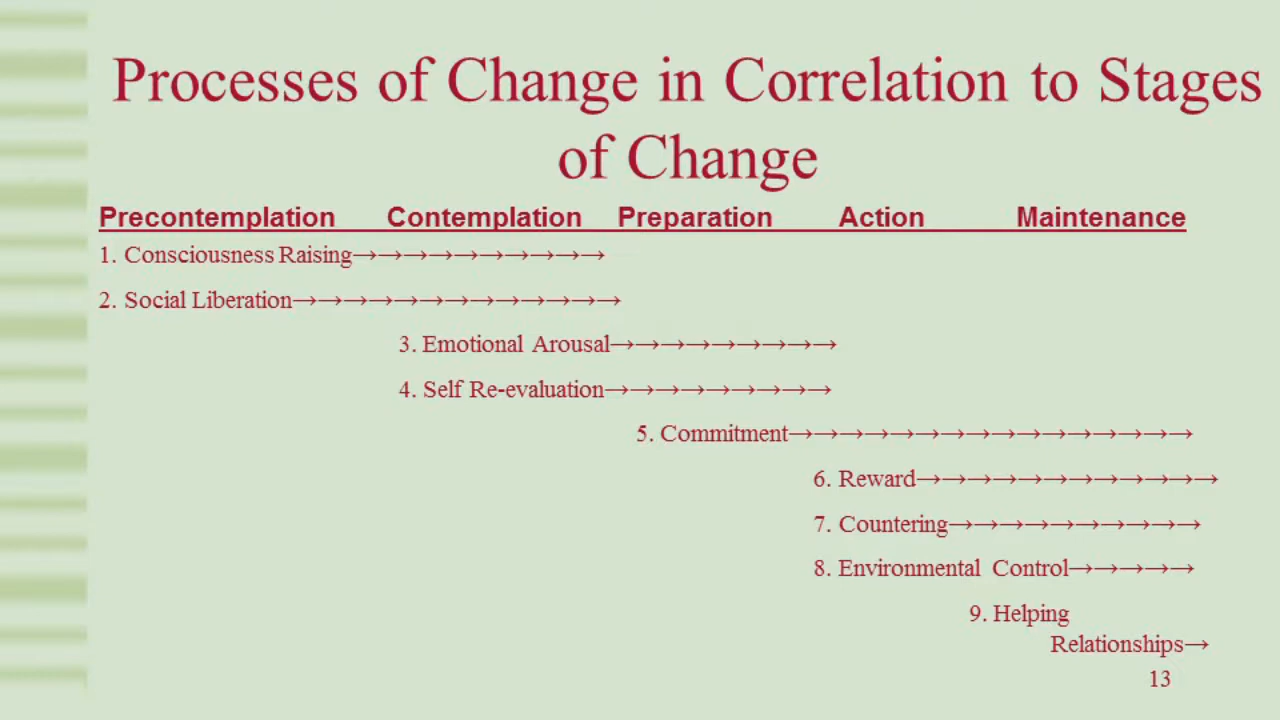 Processes of Change in Correlation to Stages
of Change
Precontemplation Contemplation Preparation Action Maintenance
1. Consciousness Raising→→→→→→→→→→
2. Social Liberation→→→→→→→→→→→→→
3. Emotional Arousal→→→→→→→→→
4. Self Re-evaluation→→→→→→→→→
5. Commitment→→→→→→→→→→→→→→→→
6. Reward→→→→→→→→→→→→
7. Countering→→→→→→→→→→
8. Environmental Control→→→→→
9. Helping
Relationships→
13